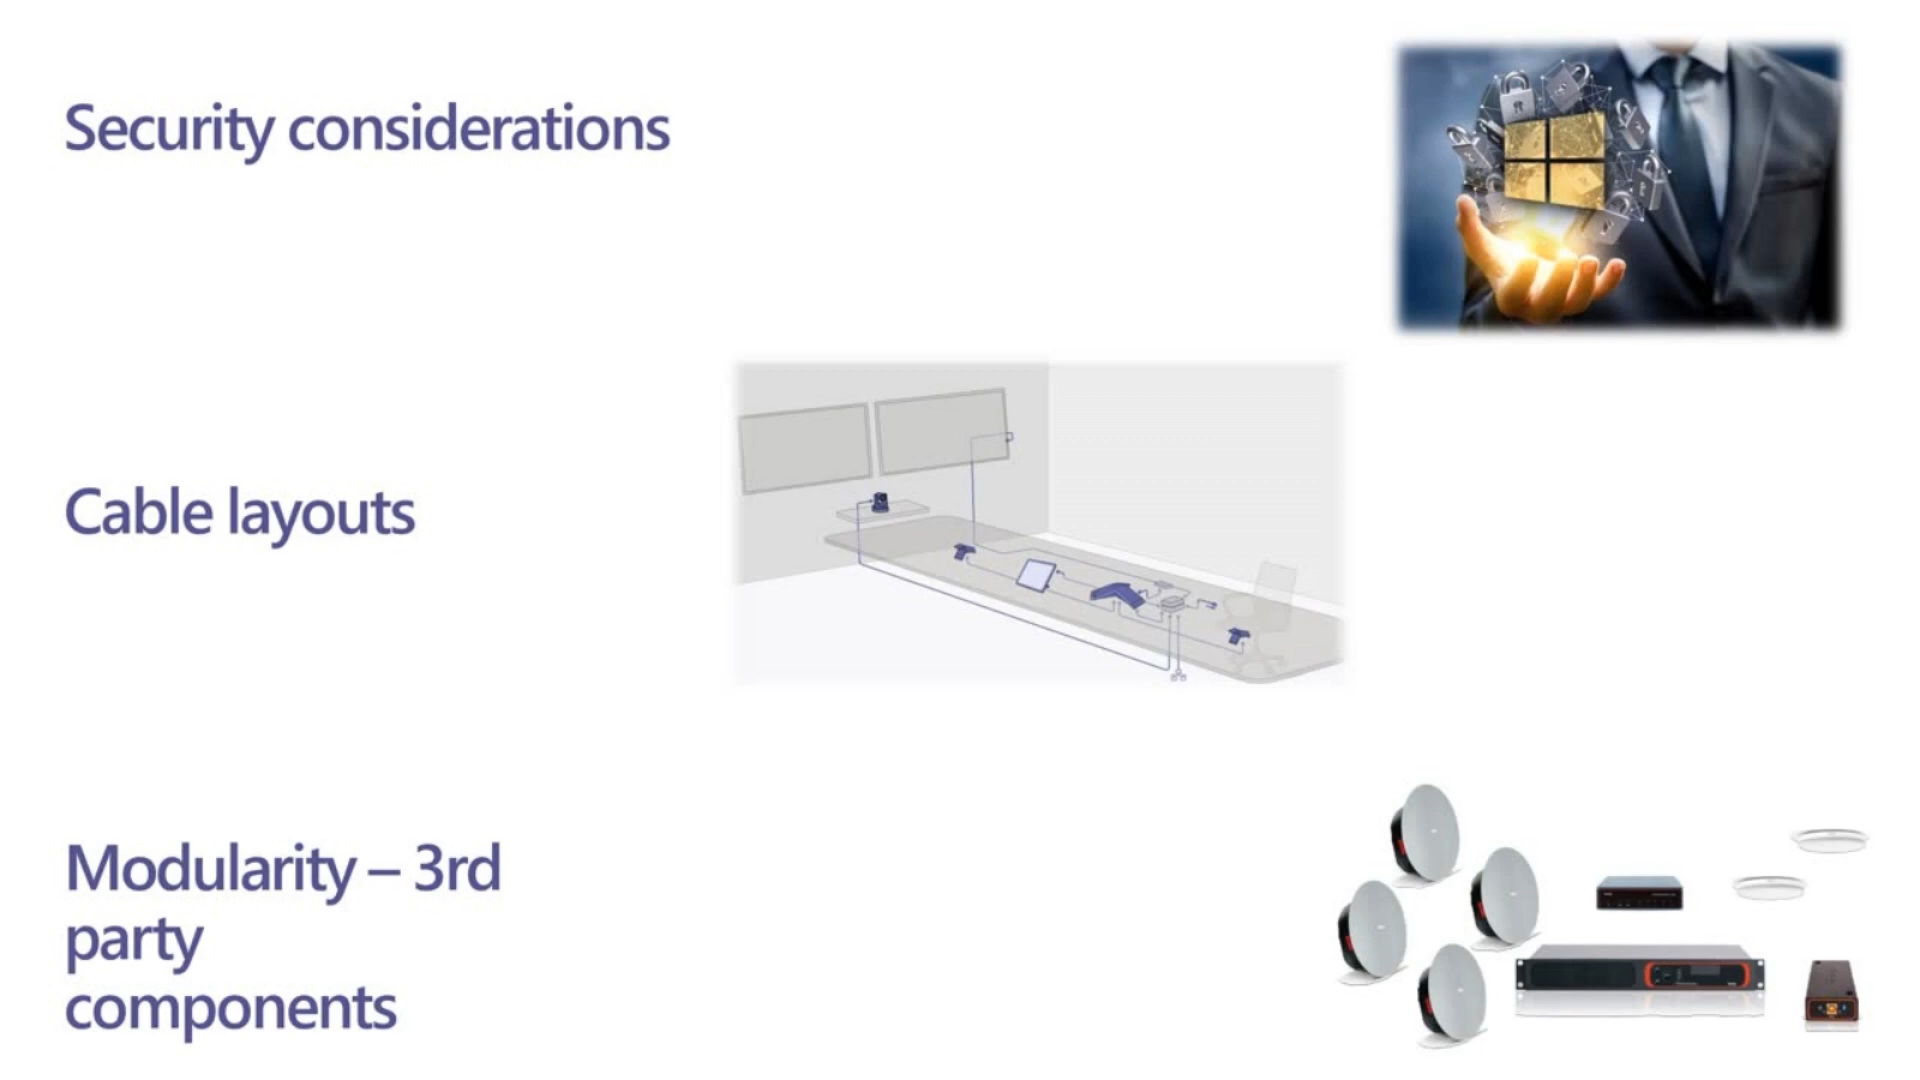 Security considerations
Cable layouts
Modularity – 3rd
party
components